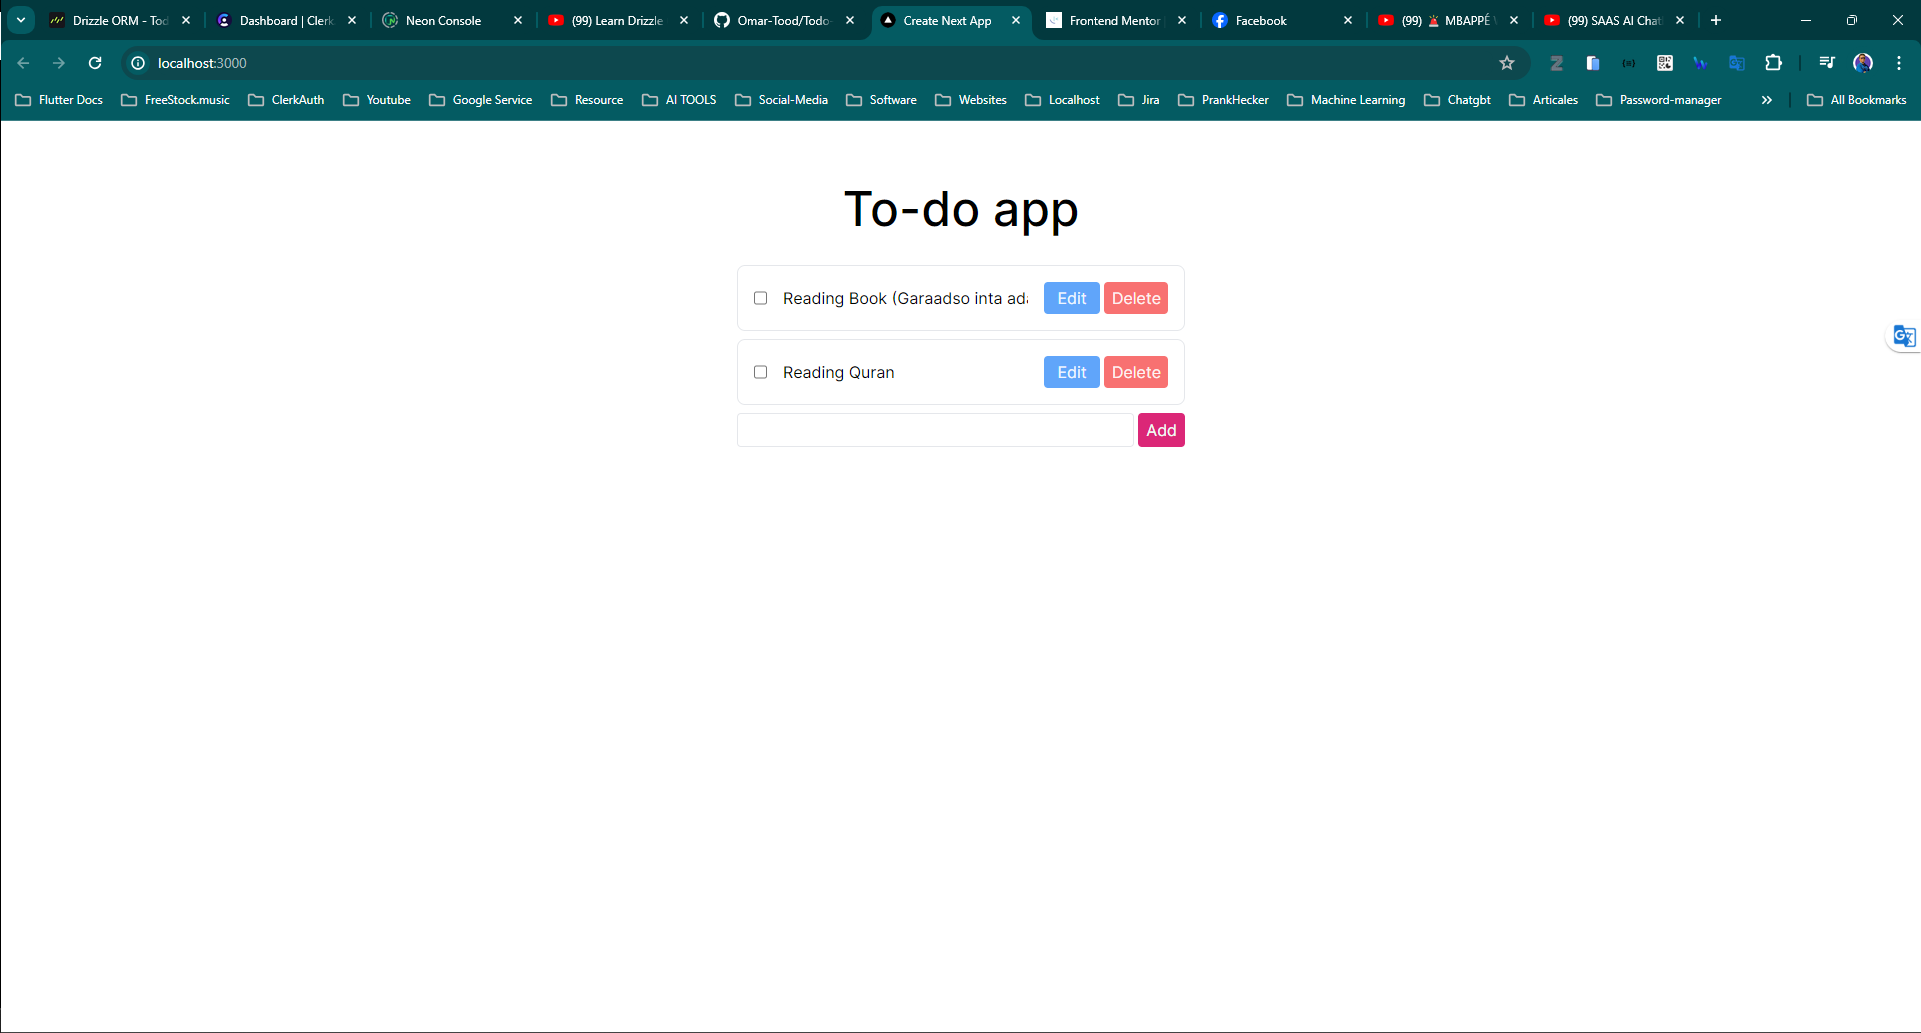 Drizzle ORM - Tod
Dashboard | Clerk
Neon Console
(99) Learn Drizzle
Omar-Tood/Todo-
Create Next App
Frontend Mentor
Facebook
(99) 🚨 MBAPPÉ
(99) SAAS AI Chat
localhost:3000
Flutter Docs
FreeStock.music
ClerkAuth
Youtube
Google Service
Resource
AI TOOLS
Social-Media
Software
Websites
Localhost
Jira
PrankHecker
Machine Learning
Chatgbt
Articales
Password-manager
All Bookmarks
To-do app
Reading Book (Garaadso inta ada
Edit
Delete
Reading Quran
Edit
Delete
Add